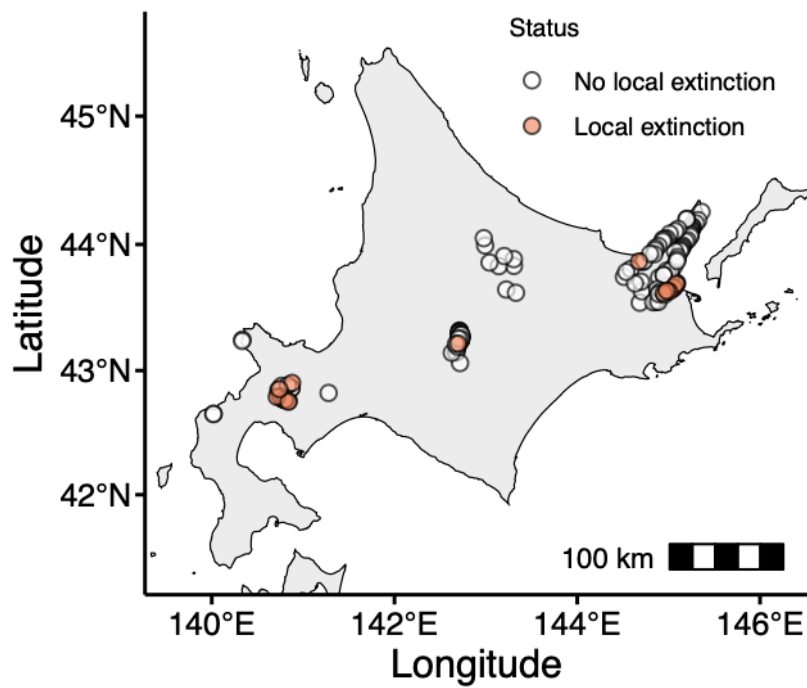 Status
No local extinction
Local extinction
45°N
44°N
43°N
42°N
Latitude
100 km
140°E 142°E 144°E 146°E
Longitude